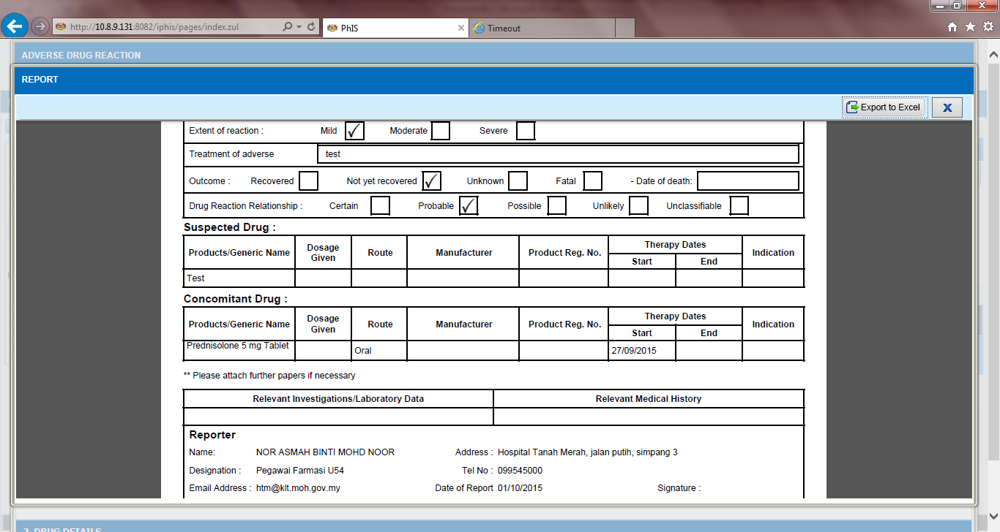 http://10.8.9.131:8082/iphis/pages/index.zul PhIS Timeout
ADVERSE DRUG REACTION
REPORT
Export to Excel X
Extent of reaction : Mild Moderate Severe
Treatment of adverse test
Outcome : Recovered Not yet recovered Unknown Fatal - Date of death:
Drug Reaction Relationship : Certain Probable Possible Unlikely Unclassifiable
Suspected Drug :
Products/Generic Name Dosage Given Route Manufacturer Product Reg. No. Therapy Dates Start End Indication
Test
Concomitant Drug :
Products/Generic Name Dosage Given Route Manufacturer Product Reg. No. Therapy Dates Start End Indication
Prednisolone 5 mg Tablet Oral 27/09/2015
** Please attach further papers if necessary
Relevant Investigations/Laboratory Data Relevant Medical History
Reporter
Name: NOR ASMAH BINTI MOHD NOOR Address : Hospital Tanah Merah, jalan putih, simpang 3
Designation : Pegawai Farmasi U54 Tel No : 099545000
Email Address : htm@klt.moh.gov.my Date of Report 01/10/2015 Signature :
2. DRUG DETAILS